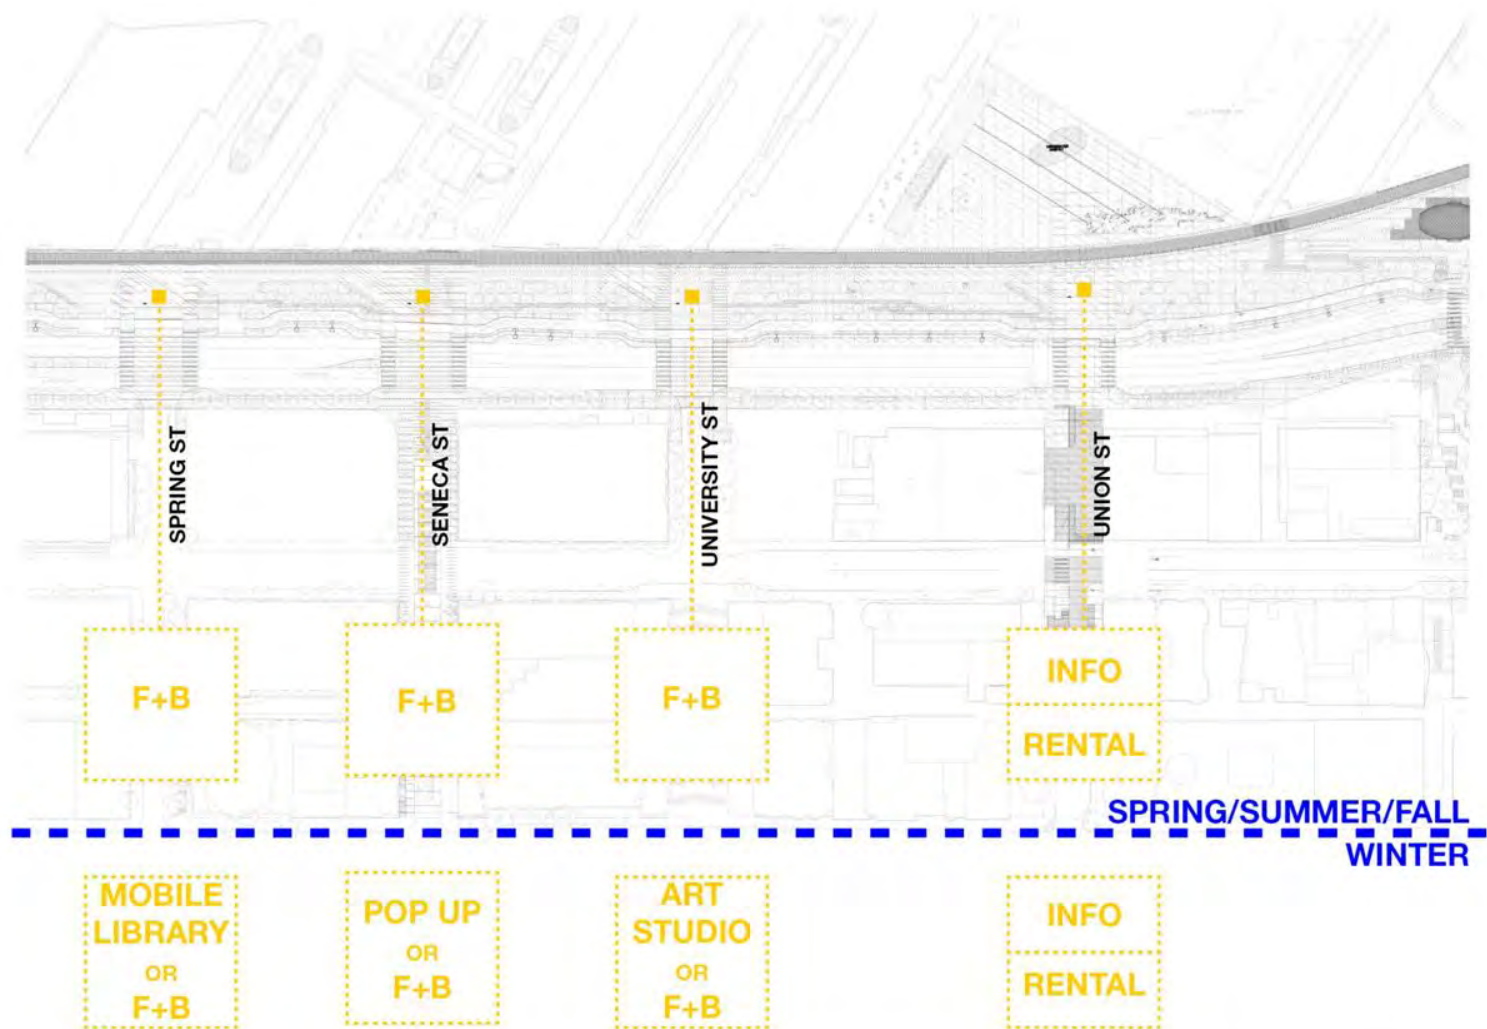 SPRING ST
SENECA ST
UNIVERSITY ST
UNION ST
F+B
F+B
F+B
INFO
RENTAL
SPRING/SUMMER/FALL
WINTER
MOBILE
LIBRARY
OR
F+B
POP UP
OR
F+B
ART
STUDIO
OR
F+B
INFO
RENTAL